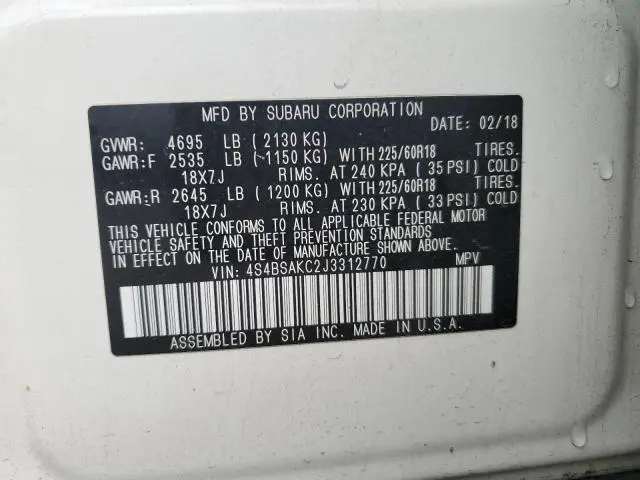 MFD BY SUBARU CORPORATION
DATE: 02/18
GVWR: 4695 LB (2130 KG)
GAWR:F 2535 LB (1150 KG) WITH 225/60R18 TIRES.
18X7J RIMS. AT 240 KPA (35 PSI) COLD
GAWR:R 2645 LB (1200 KG) WITH 225/60R18 TIRES.
18X7J RIMS. AT 230 KPA (33 PSI) COLD
THIS VEHICLE CONFORMS TO ALL APPLICABLE FEDERAL MOTOR
VEHICLE SAFETY AND THEFT PREVENTION STANDARDS
IN EFFECT ON THE DATE OF MANUFACTURE SHOWN ABOVE.
VIN: 4S4BSAKC2J3312770 MPV
ASSEMBLED BY SIA INC. MADE IN U.S.A.